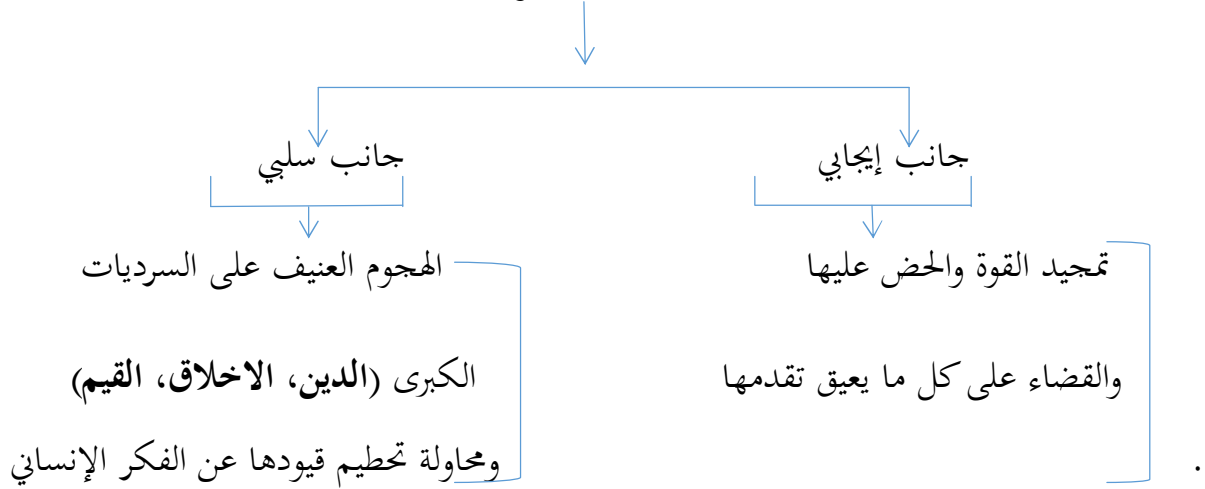 جانب إيجابي
جانب سلبي
تمجيد القوة والحض عليها
والقضاء على كل ما يعيق تقدمها
.
الهجوم العنيف على السرديات
الكبرى (الدين، الاخلاق، القيم)
ومحاولة تحطيم قيودها عن الفكر الإنساني